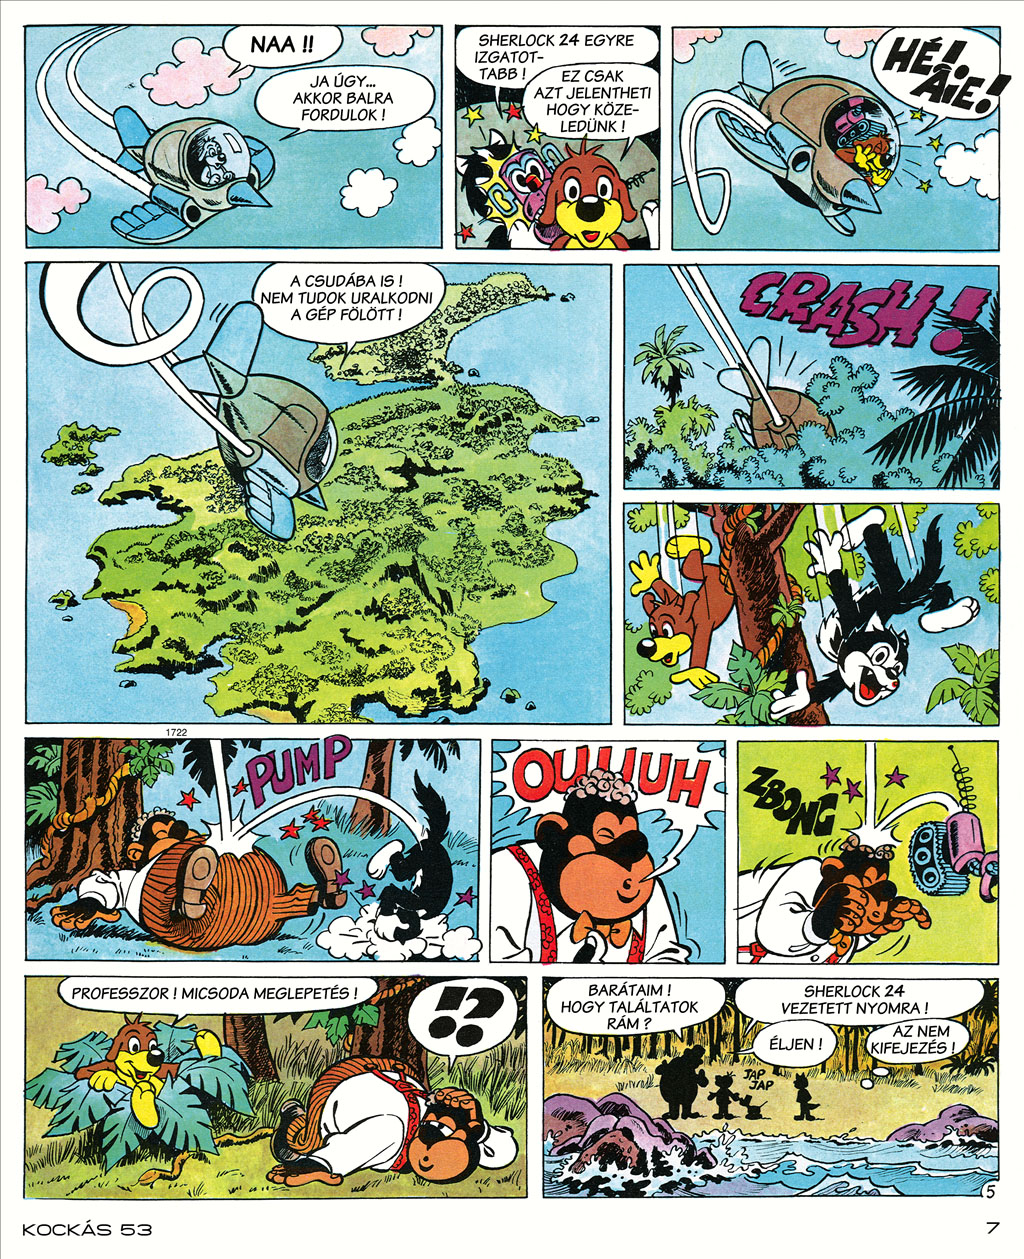 NAA !!
JA ÚGY...
AKKOR BALRA
FORDULOK !
SHERLOCK 24 EGYRE
IZGATOT-
TABB !
EZ CSAK
AZT JELENTHETI
HOGY KÖZE-
LEDÜNK !
HÉ!
ÂIE!
A CSUDÁBA IS !
NEM TUDOK URALKODNI
A GÉP FÖLÖTT !
CRASH !
1722
PUMP
OUHUH
ZBONG
PROFESSZOR ! MICSODA MEGLEPETÉS !
!?
BARÁTAIM !
HOGY TALÁLTATOK
RÁM ?
SHERLOCK 24
VEZETETT NYOMRA !
ÉLJEN !
AZ NEM
KIFEJEZÉS !
JAP
JAP
5
KOCKÁS 53
7